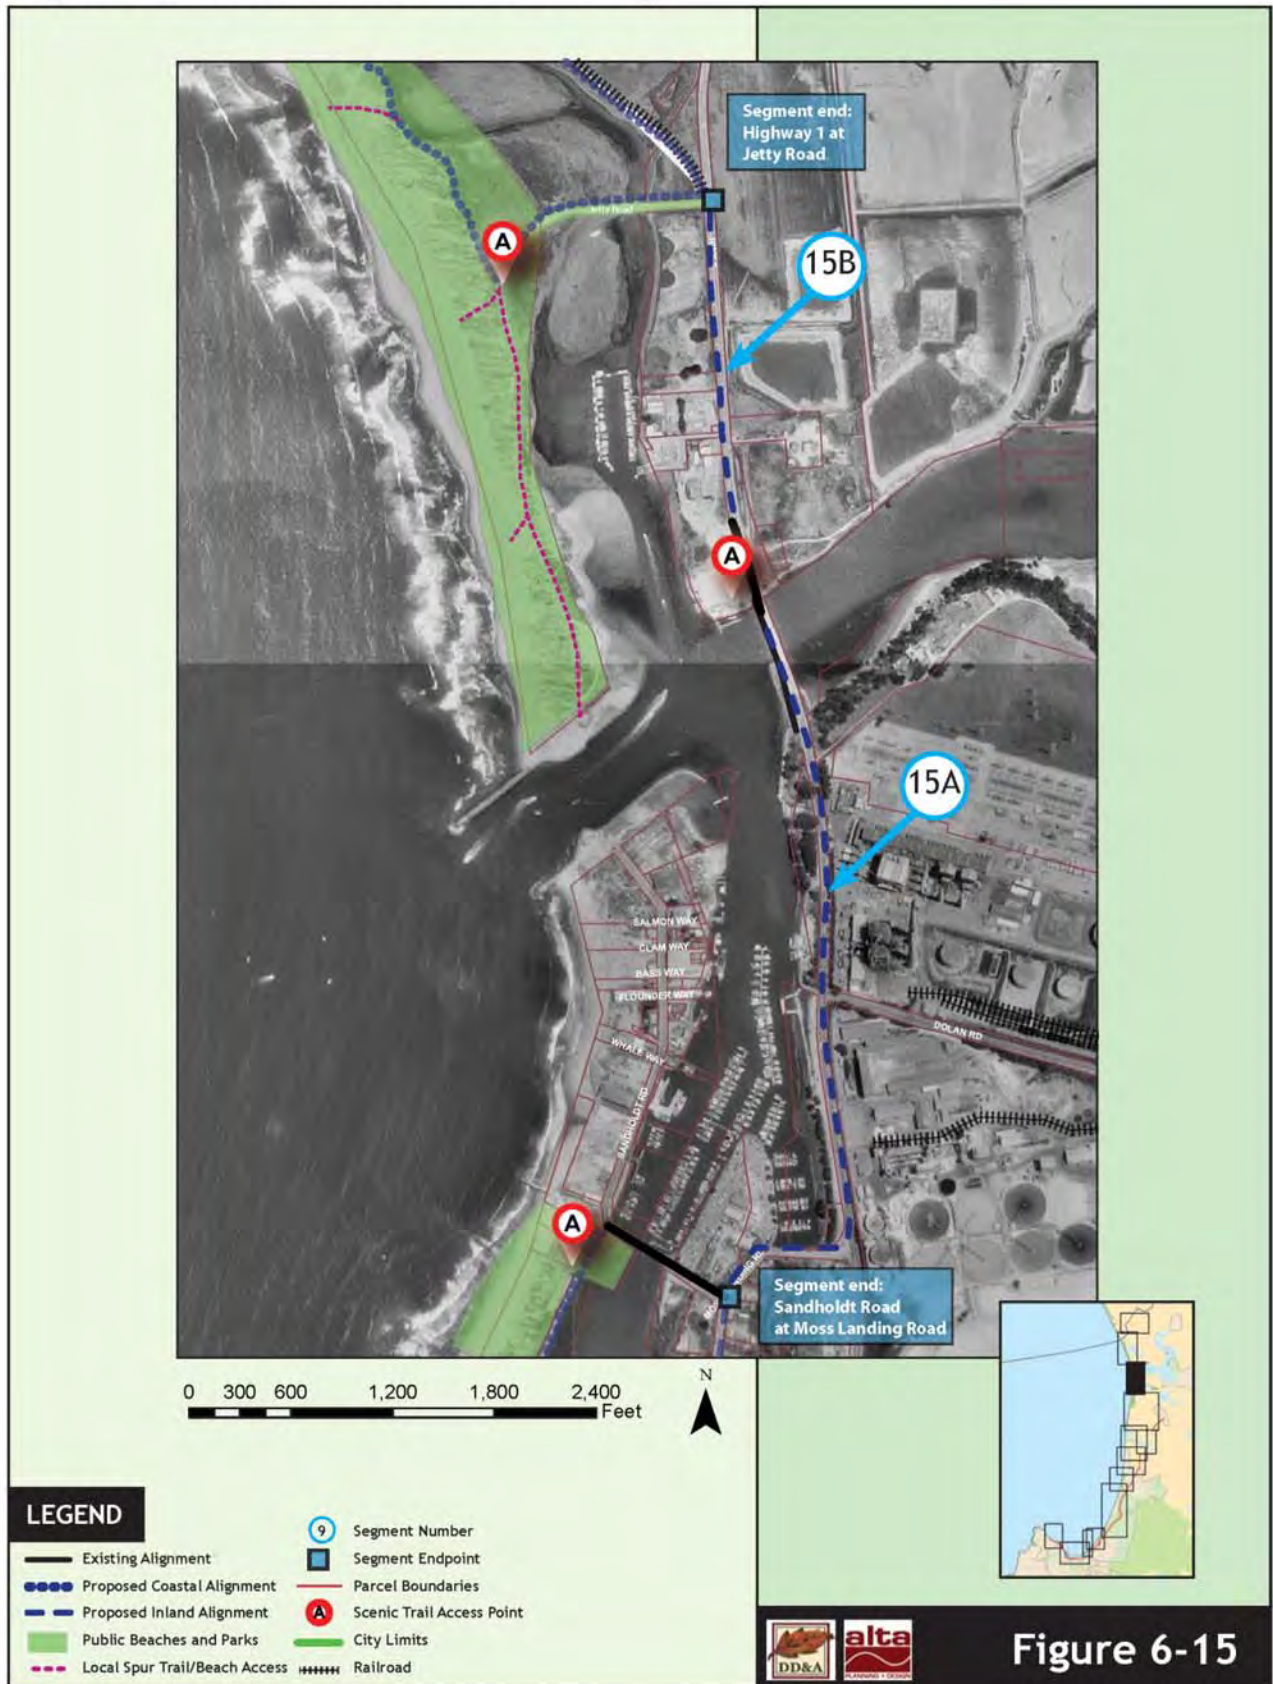 Segment end:
Highway 1 at
Jetty Road
Jetty Road
A
15B
A
15A
SALMON WAY
CLAM WAY
BASS WAY
FLOUNDER WAY
WHALE WAY
DOLAN RD
SANDHOLDT RD
A
Segment end:
Sandholdt Road
at Moss Landing Road
0 300 600 1,200 1,800 2,400
Feet
N
LEGEND
Existing Alignment
Proposed Coastal Alignment
Proposed Inland Alignment
Public Beaches and Parks
Local Spur Trail/Beach Access
9 Segment Number
Segment Endpoint
Parcel Boundaries
A Scenic Trail Access Point
City Limits
Railroad
DD&A
alta
PLANNING + DESIGN
Figure 6-15